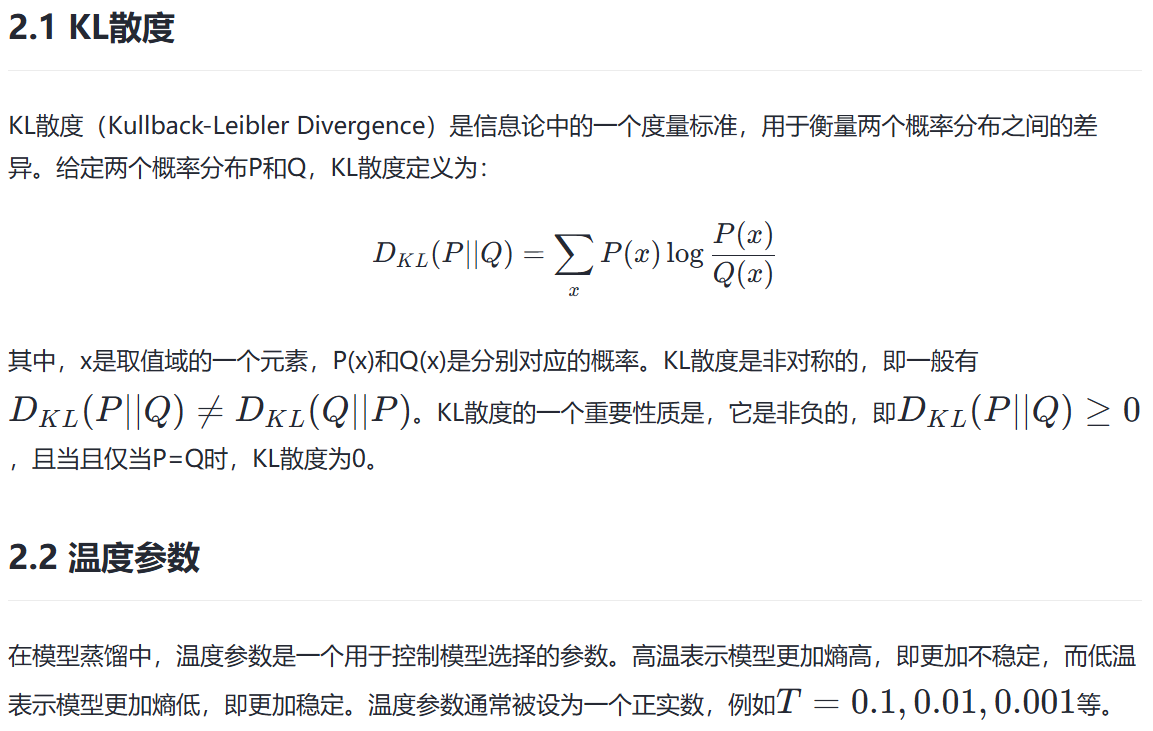 2.1 KL散度
KL散度（Kullback-Leibler Divergence）是信息论中的一个度量标准，用于衡量两个概率分布之间的差
异。给定两个概率分布P和Q，KL散度定义为：
D_{KL}(P||Q) = \sum_x P(x) \log \frac{P(x)}{Q(x)}
其中，x是取值域的一个元素，P(x)和Q(x)是分别对应的概率。KL散度是非对称的，即一般有
D_{KL}(P||Q) ≠ D_{KL}(Q||P)。KL散度的一个重要性质是，它是非负的，即D_{KL}(P||Q) ≥ 0
，且当且仅当P=Q时，KL散度为0。
2.2 温度参数
在模型蒸馏中，温度参数是一个用于控制模型选择的参数。高温表示模型更加熵高，即更加不稳定，而低温
表示模型更加熵低，即更加稳定。温度参数通常被设为一个正实数，例如T = 0.1, 0.01, 0.001等。